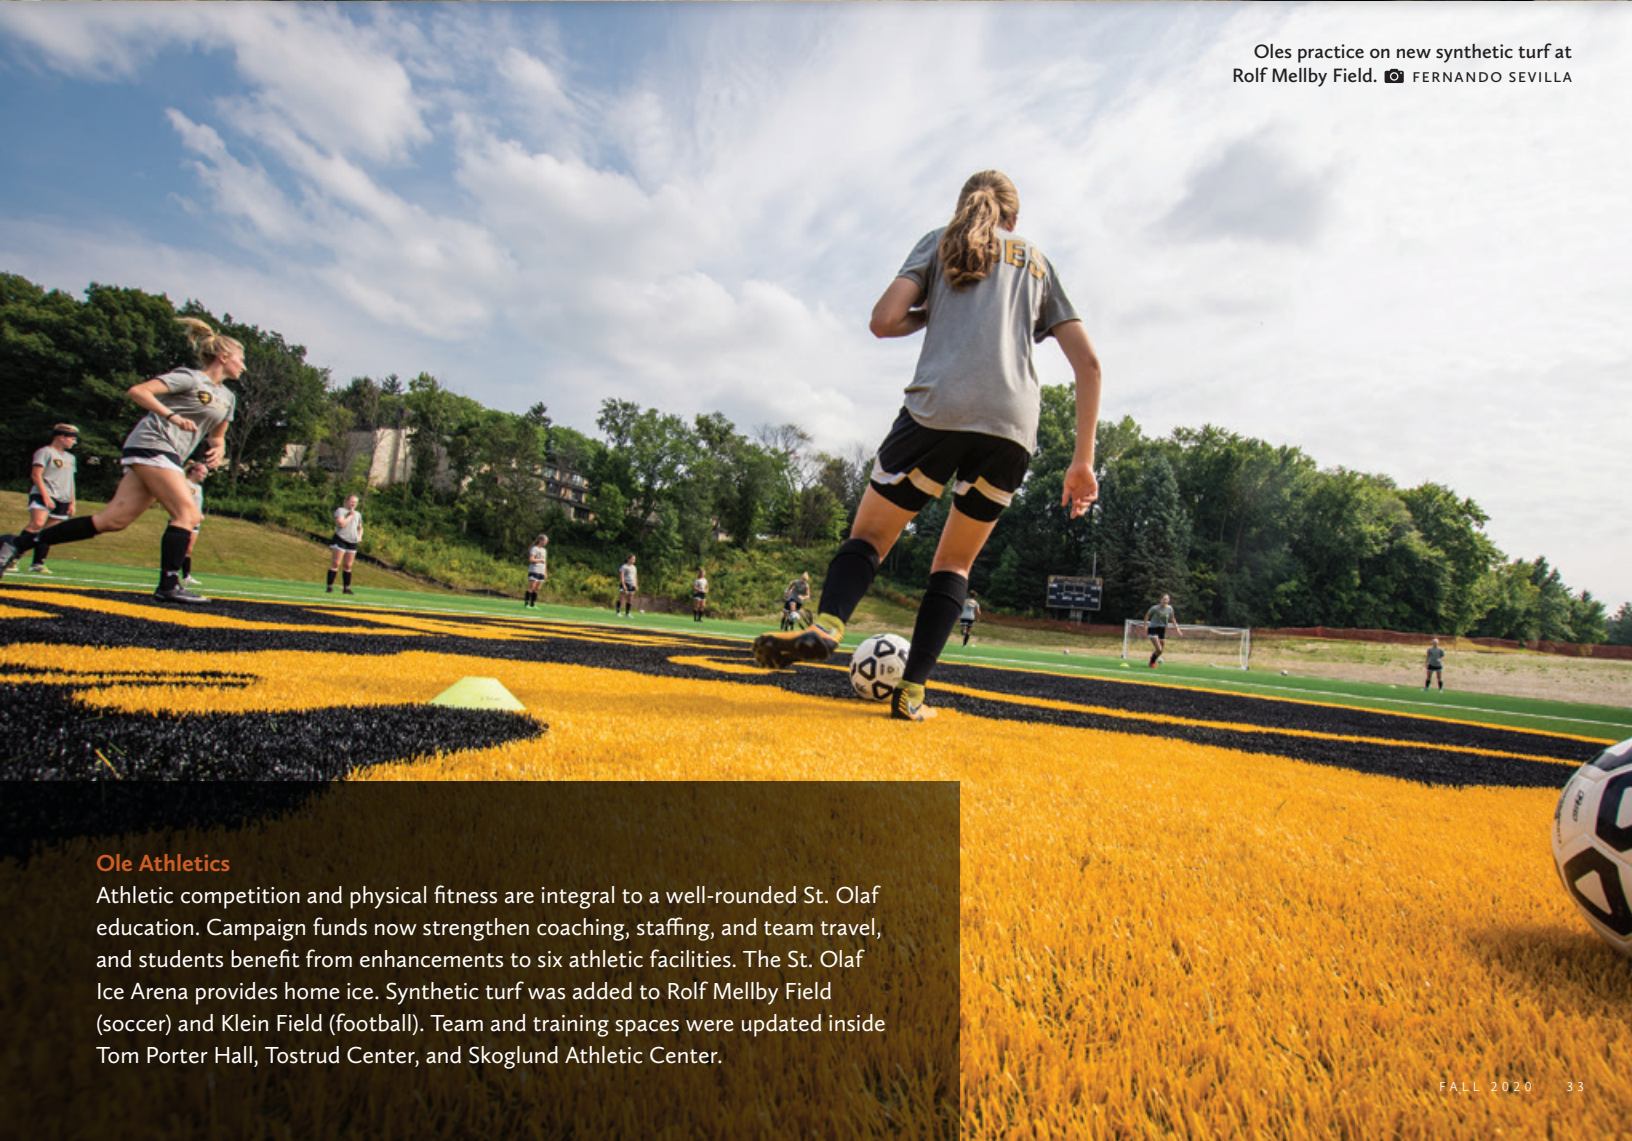 Oles practice on new synthetic turf at
Rolf Mellby Field. FERNANDO SEVILLA
Ole Athletics
Athletic competition and physical fitness are integral to a well-rounded St. Olaf
education. Campaign funds now strengthen coaching, staffing, and team travel,
and students benefit from enhancements to six athletic facilities. The St. Olaf
Ice Arena provides home ice. Synthetic turf was added to Rolf Mellby Field
(soccer) and Klein Field (football). Team and training spaces were updated inside
Tom Porter Hall, Tostrud Center, and Skoglund Athletic Center.
FALL 2020 33